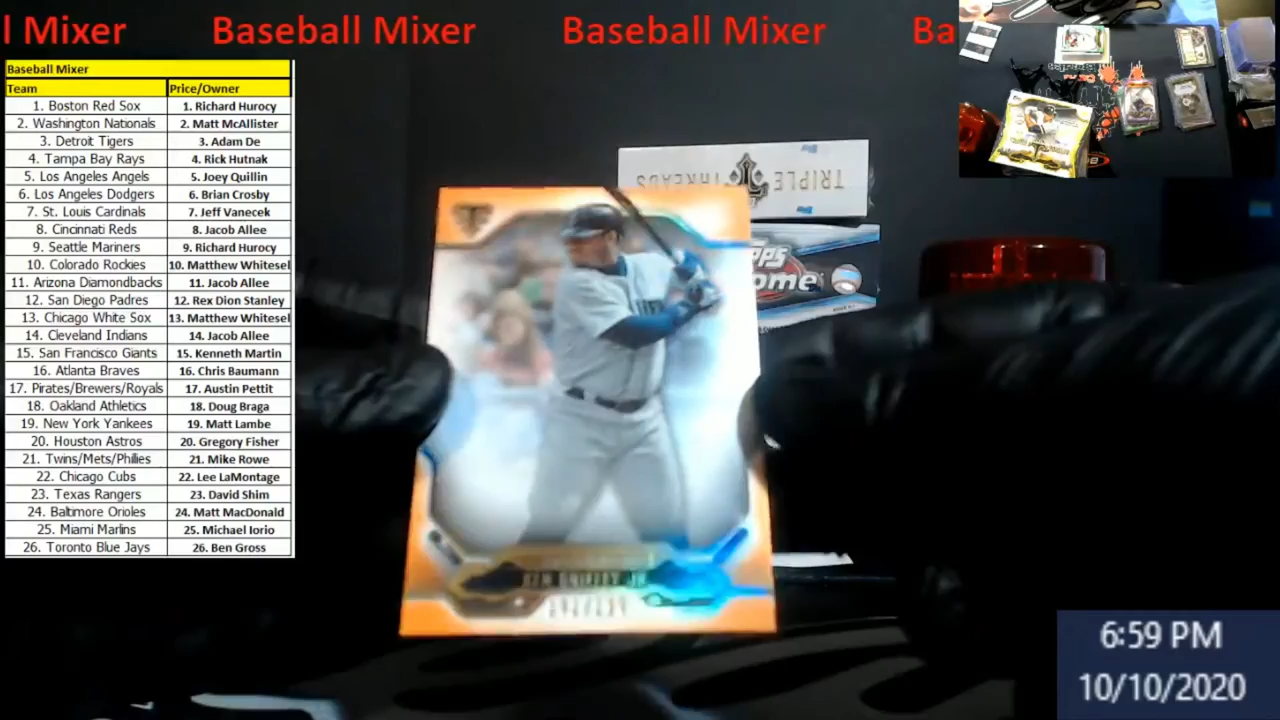 l Mixer Baseball Mixer Baseball Mixer Ba
Baseball Mixer
Team Price/Owner
1. Boston Red Sox 1. Richard Hurocy
2. Washington Nationals 2. Matt McAllister
3. Detroit Tigers 3. Adam De
4. Tampa Bay Rays 4. Rick Hutnak
5. Los Angeles Angels 5. Joey Quillin
6. Los Angeles Dodgers 6. Brian Crosby
7. St. Louis Cardinals 7. Jeff Vanecek
8. Cincinnati Reds 8. Jacob Allee
9. Seattle Mariners 9. Richard Hurocy
10. Colorado Rockies 10. Matthew Whitesel
11. Arizona Diamondbacks 11. Jacob Allee
12. San Diego Padres 12. Rex Dion Stanley
13. Chicago White Sox 13. Matthew Whitesel
14. Cleveland Indians 14. Jacob Allee
15. San Francisco Giants 15. Kenneth Martin
16. Atlanta Braves 16. Chris Baumann
17. Pirates/Brewers/Royals 17. Austin Pettit
18. Oakland Athletics 18. Doug Braga
19. New York Yankees 19. Matt Lambe
20. Houston Astros 20. Gregory Fisher
21. Twins/Mets/Phillies 21. Mike Rowe
22. Chicago Cubs 22. Lee LaMontage
23. Texas Rangers 23. David Shim
24. Baltimore Orioles 24. Matt MacDonald
25. Miami Marlins 25. Michael Iorio
26. Toronto Blue Jays 26. Ben Gross
TRIPLE THREADS
pps
ome
KEN GRIFFEY JR
6:59 PM
10/10/2020